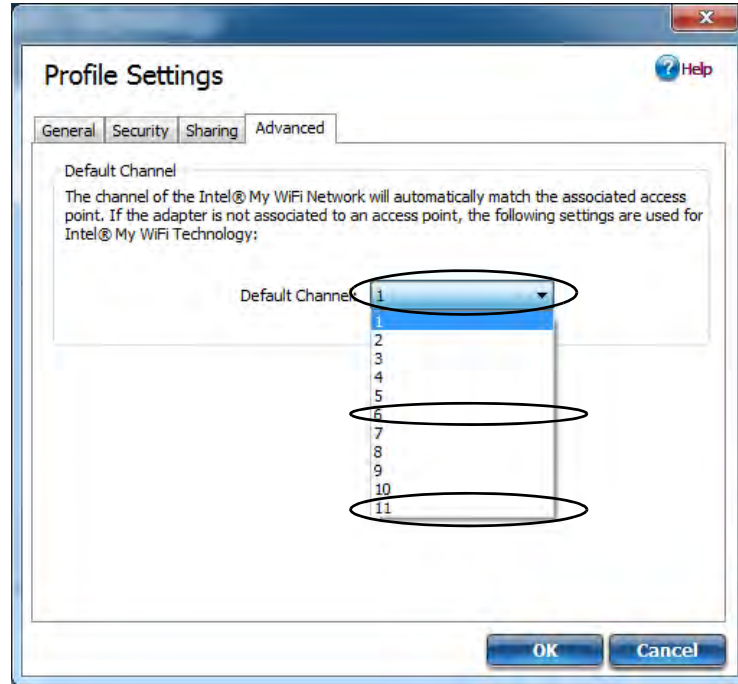 x
Profile Settings
? Help
General Security Sharing Advanced
Default Channel
The channel of the Intel® My WiFi Network will automatically match the associated access
point. If the adapter is not associated to an access point, the following settings are used for
Intel® My WiFi Technology:
Default Channel: 1
1
2
3
4
5
6
7
8
9
10
11
OK Cancel